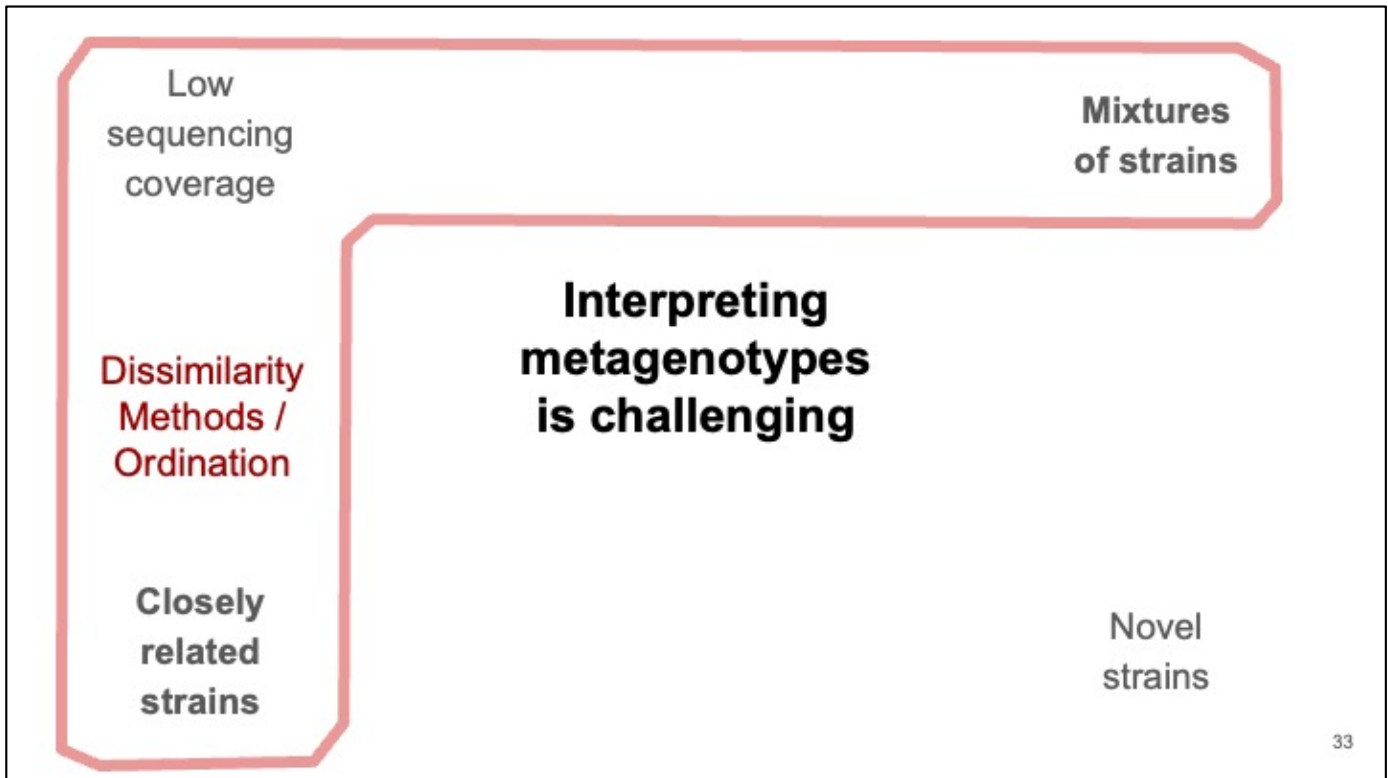 Low
sequencing
coverage
Mixtures
of strains
Interpreting
metagenotypes
is challenging
Dissimilarity
Methods /
Ordination
Closely
related
strains
Novel
strains
33